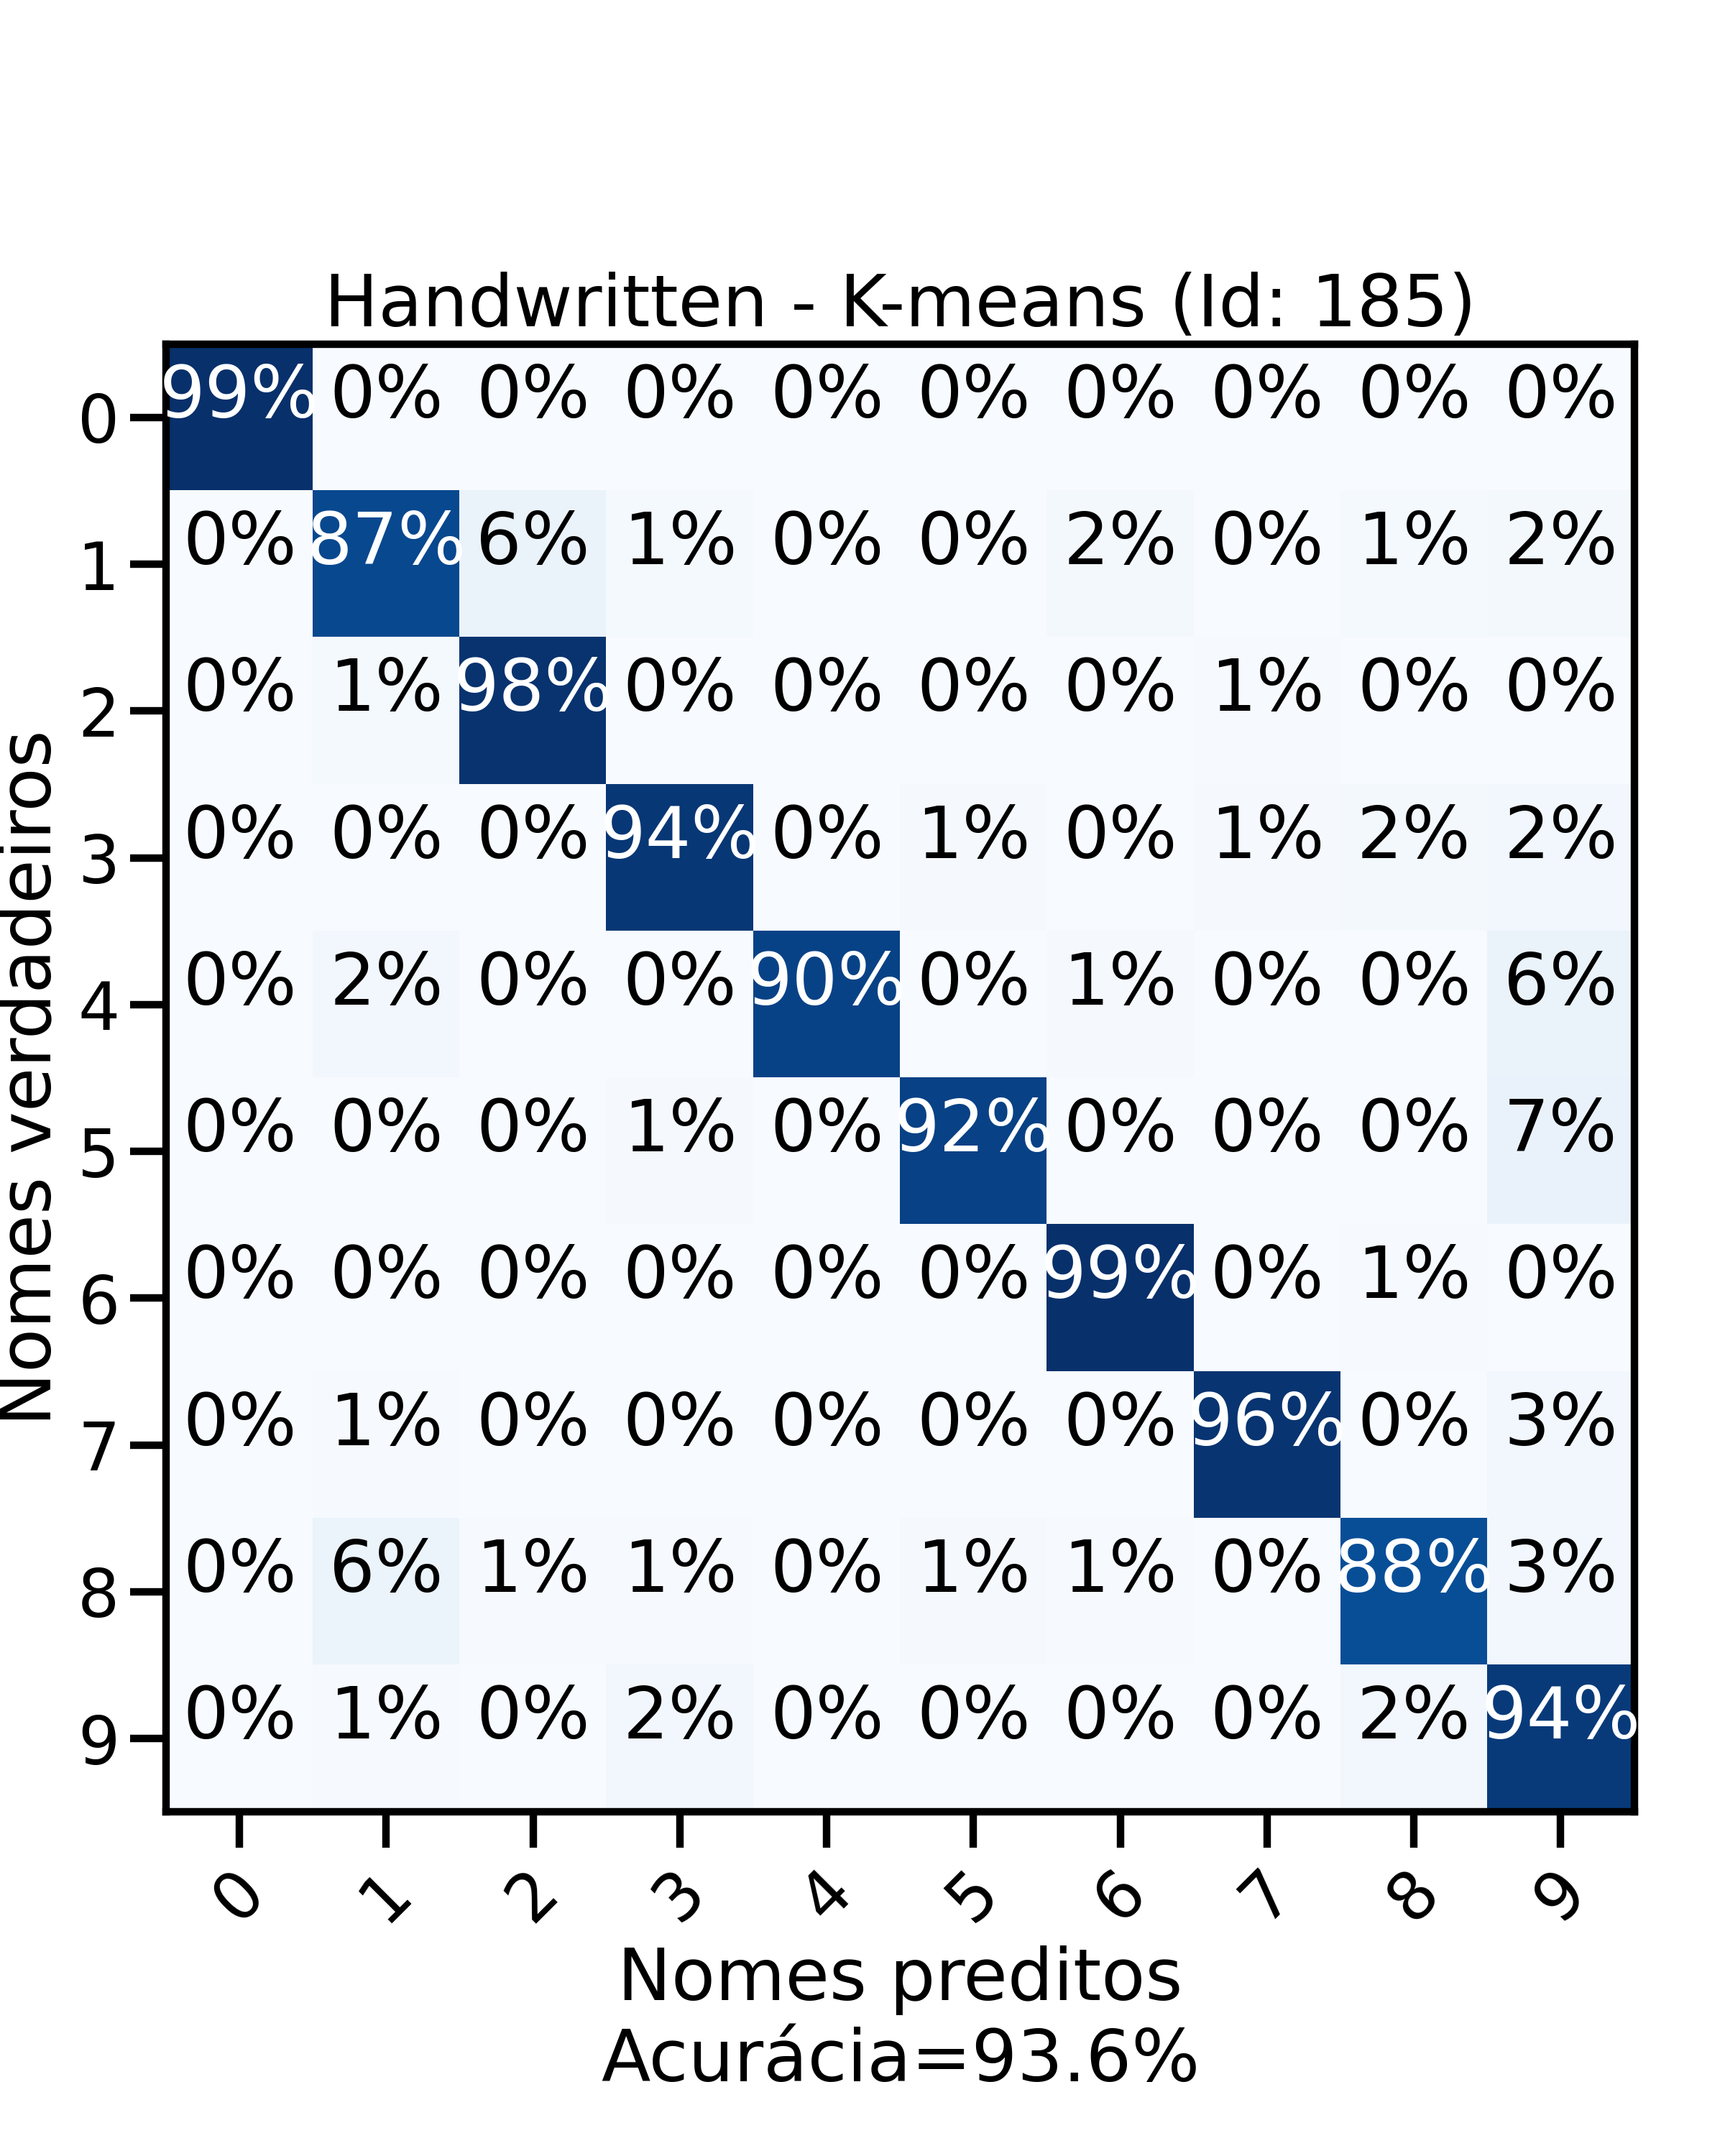 Handwritten - K-means (Id: 185)
0 99% 0% 0% 0% 0% 0% 0% 0% 0% 0%
1 0% 87% 6% 1% 0% 0% 2% 0% 1% 2%
2 0% 1% 98% 0% 0% 0% 0% 1% 0% 0%
3 0% 0% 0% 94% 0% 1% 0% 1% 2% 2%
4 0% 2% 0% 0% 90% 0% 1% 0% 0% 6%
5 0% 0% 0% 1% 0% 92% 0% 0% 0% 7%
6 0% 0% 0% 0% 0% 0% 99% 0% 1% 0%
7 0% 1% 0% 0% 0% 0% 0% 96% 0% 3%
8 0% 6% 1% 1% 0% 1% 1% 0% 88% 3%
9 0% 1% 0% 2% 0% 0% 0% 0% 2% 94%
Nomes verdadeiros
0 1 2 3 4 5 6 7 8 9
Nomes preditos
Acurácia=93.6%